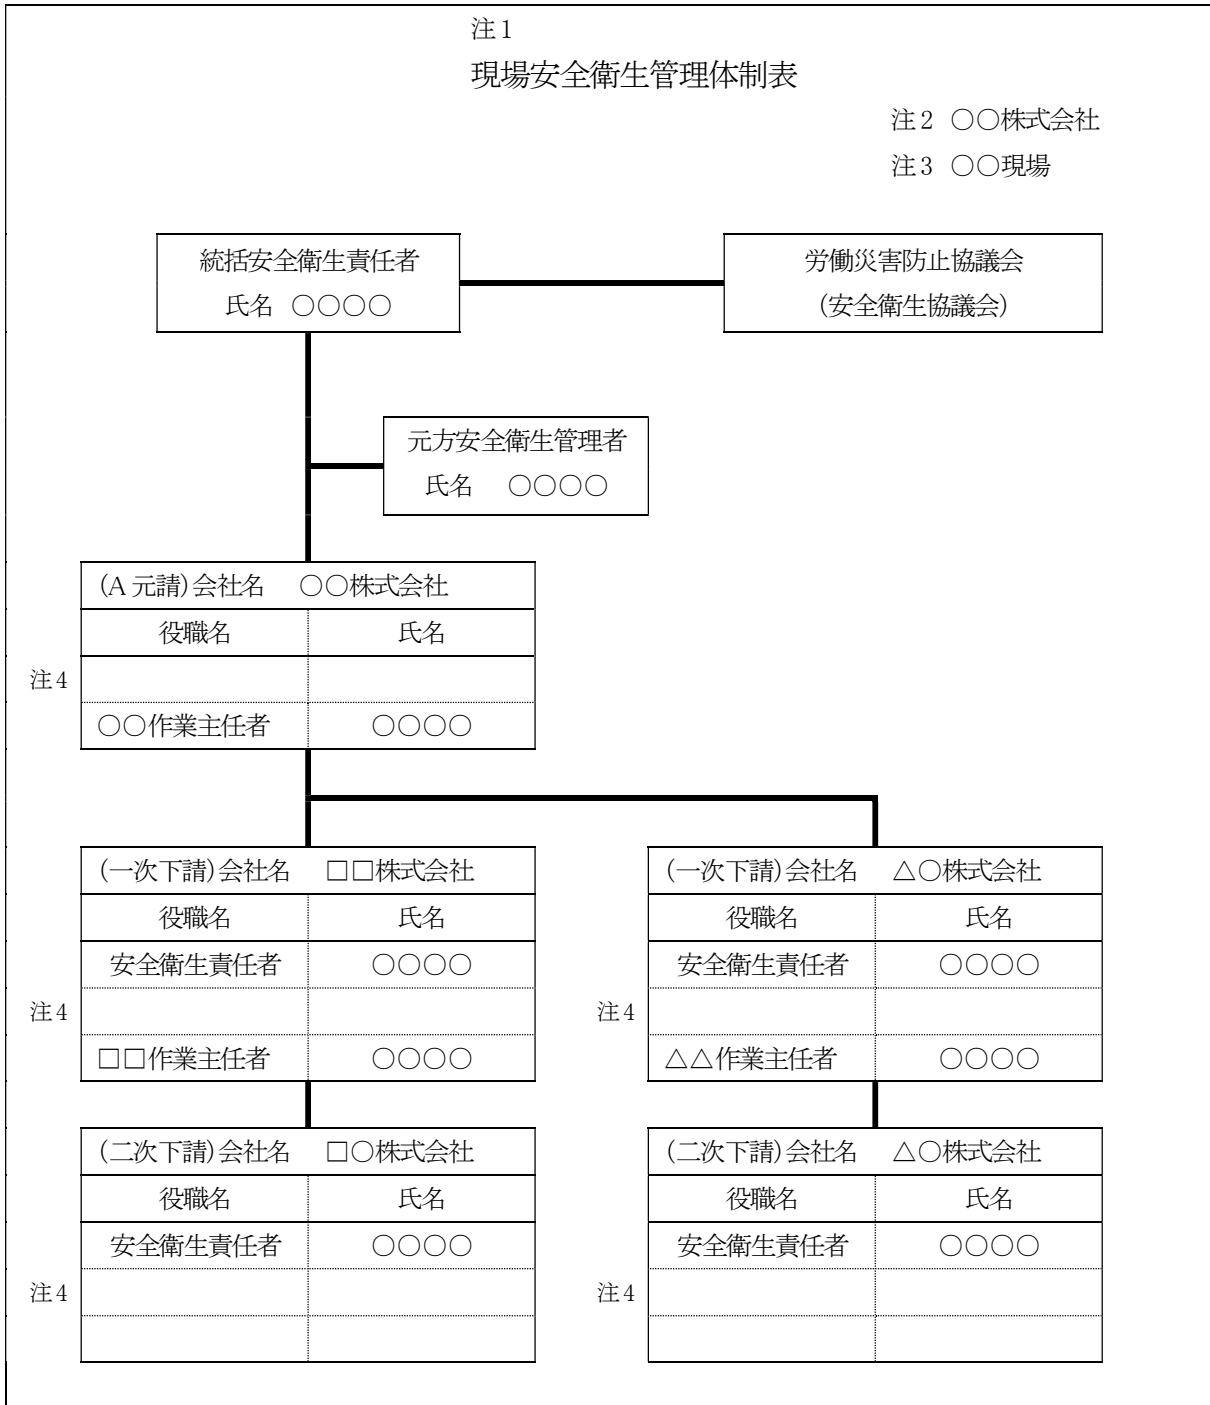 注1
現場安全衛生管理体制表
注2 ○○株式会社
注3 ○○現場
統括安全衛生責任者
氏名 ○○○○
労働災害防止協議会
(安全衛生協議会)
元方安全衛生管理者
氏名 ○○○○
(A 元請)会社名 ○○株式会社
役職名 氏名
注4
○○作業主任者 ○○○○
(一次下請)会社名 □□株式会社
役職名 氏名
安全衛生責任者 ○○○○
注4
□□作業主任者 ○○○○
(一次下請)会社名 △○株式会社
役職名 氏名
安全衛生責任者 ○○○○
注4
△△作業主任者 ○○○○
(二次下請)会社名 □○株式会社
役職名 氏名
安全衛生責任者 ○○○○
注4
(二次下請)会社名 △○株式会社
役職名 氏名
安全衛生責任者 ○○○○
注4